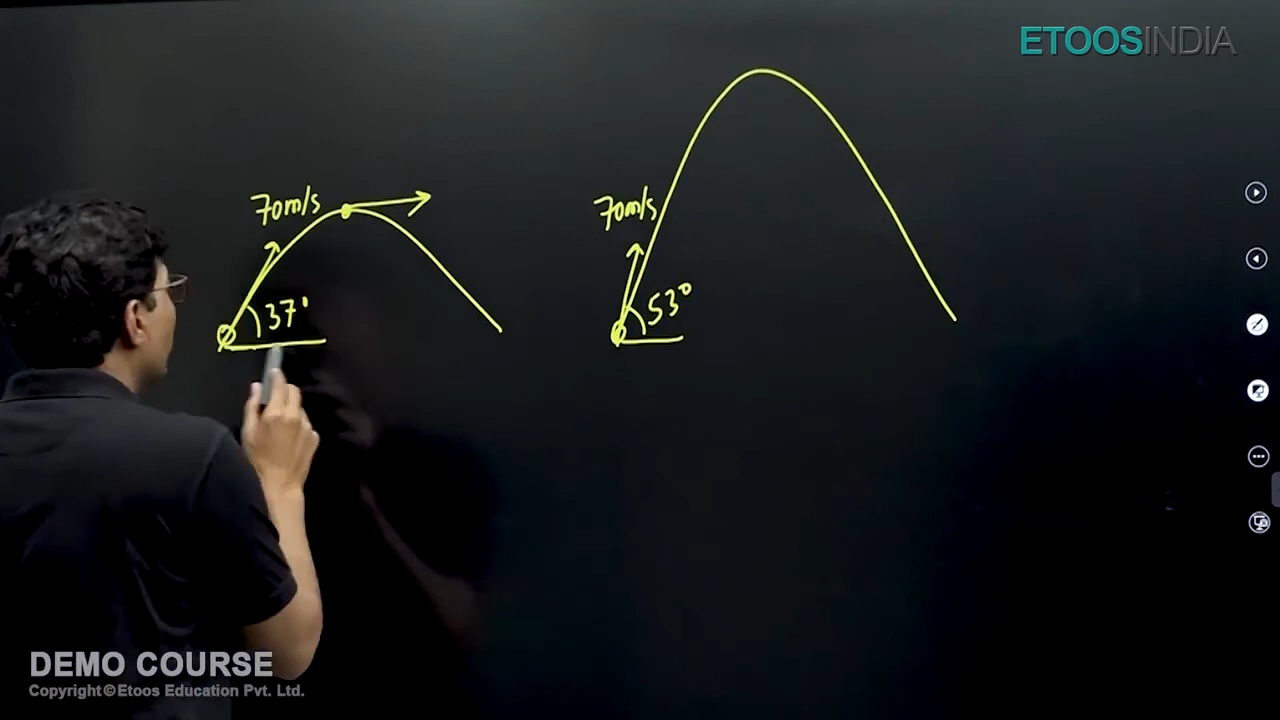 ETOOSINDIA
70m/s
37°
70m/s
53°
DEMO COURSE
Copyright©Etoos Education Pvt. Ltd.